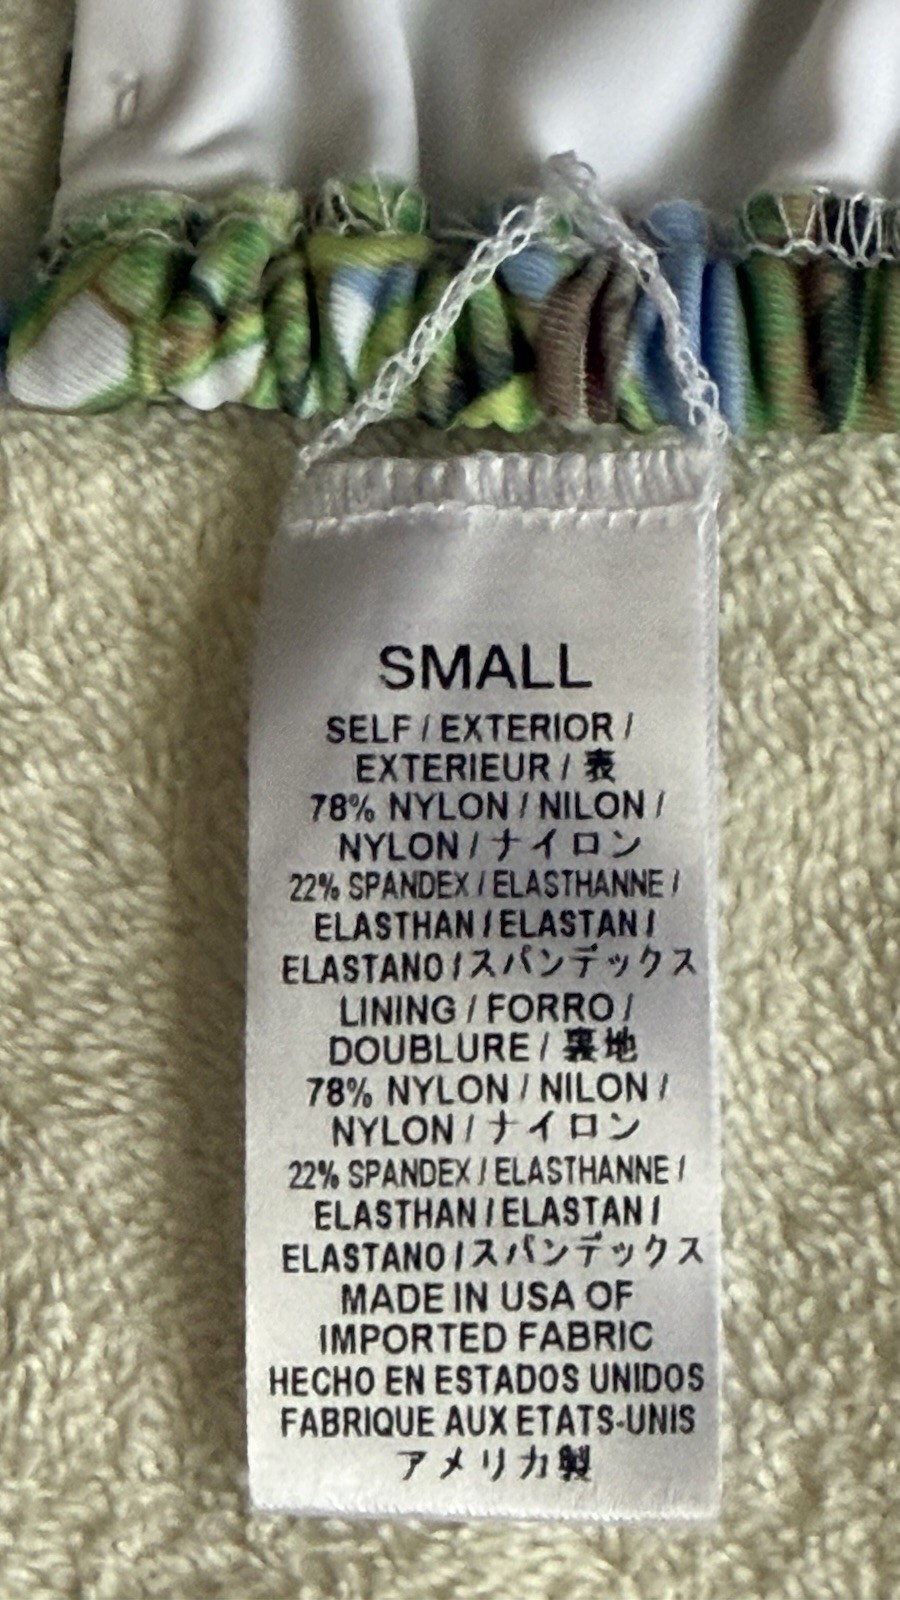 SMALL
SELF / EXTERIOR /
EXTERIEUR / 表
78% NYLON / NILON /
NYLON / ナイロン
22% SPANDEX / ELASTHANNE /
ELASTHAN / ELASTAN /
ELASTANO / スパンデックス
LINING / FORRO /
DOUBLURE / 裏地
78% NYLON / NILON /
NYLON / ナイロン
22% SPANDEX / ELASTHANNE /
ELASTHAN / ELASTAN /
ELASTANO / スパンデックス
MADE IN USA OF
IMPORTED FABRIC
HECHO EN ESTADOS UNIDOS
FABRIQUE AUX ETATS-UNIS
アメリカ製